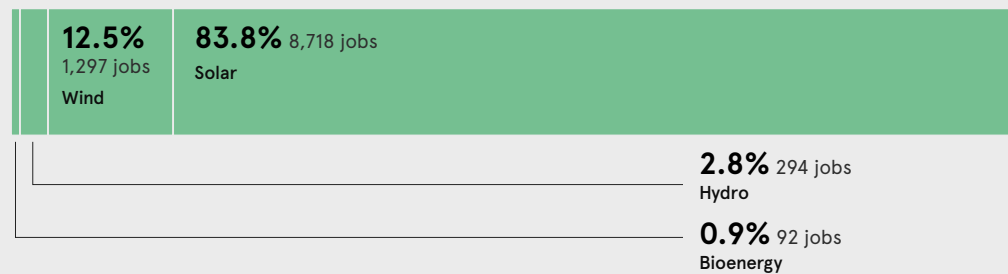 12.5%
1,297 jobs
Wind
83.8% 8,718 jobs
Solar
2.8% 294 jobs
Hydro
0.9% 92 jobs
Bioenergy